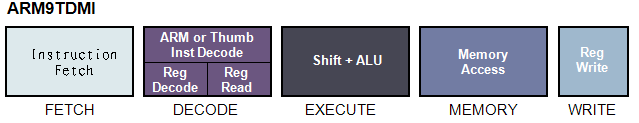 ARM9TDMI
Instruction
Fetch
ARM or Thumb
Inst Decode
Reg
Decode
Reg
Read
Shift + ALU
Memory
Access
Reg
Write
FETCH
DECODE
EXECUTE
MEMORY
WRITE